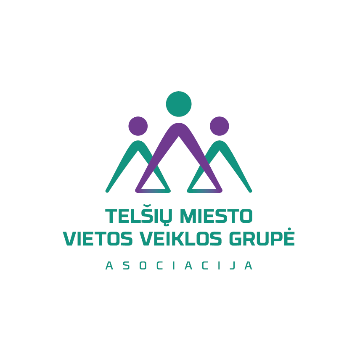 TELŠIŲ MIESTO
VIETOS VEIKLOS GRUPĖ
ASOCIACIJA